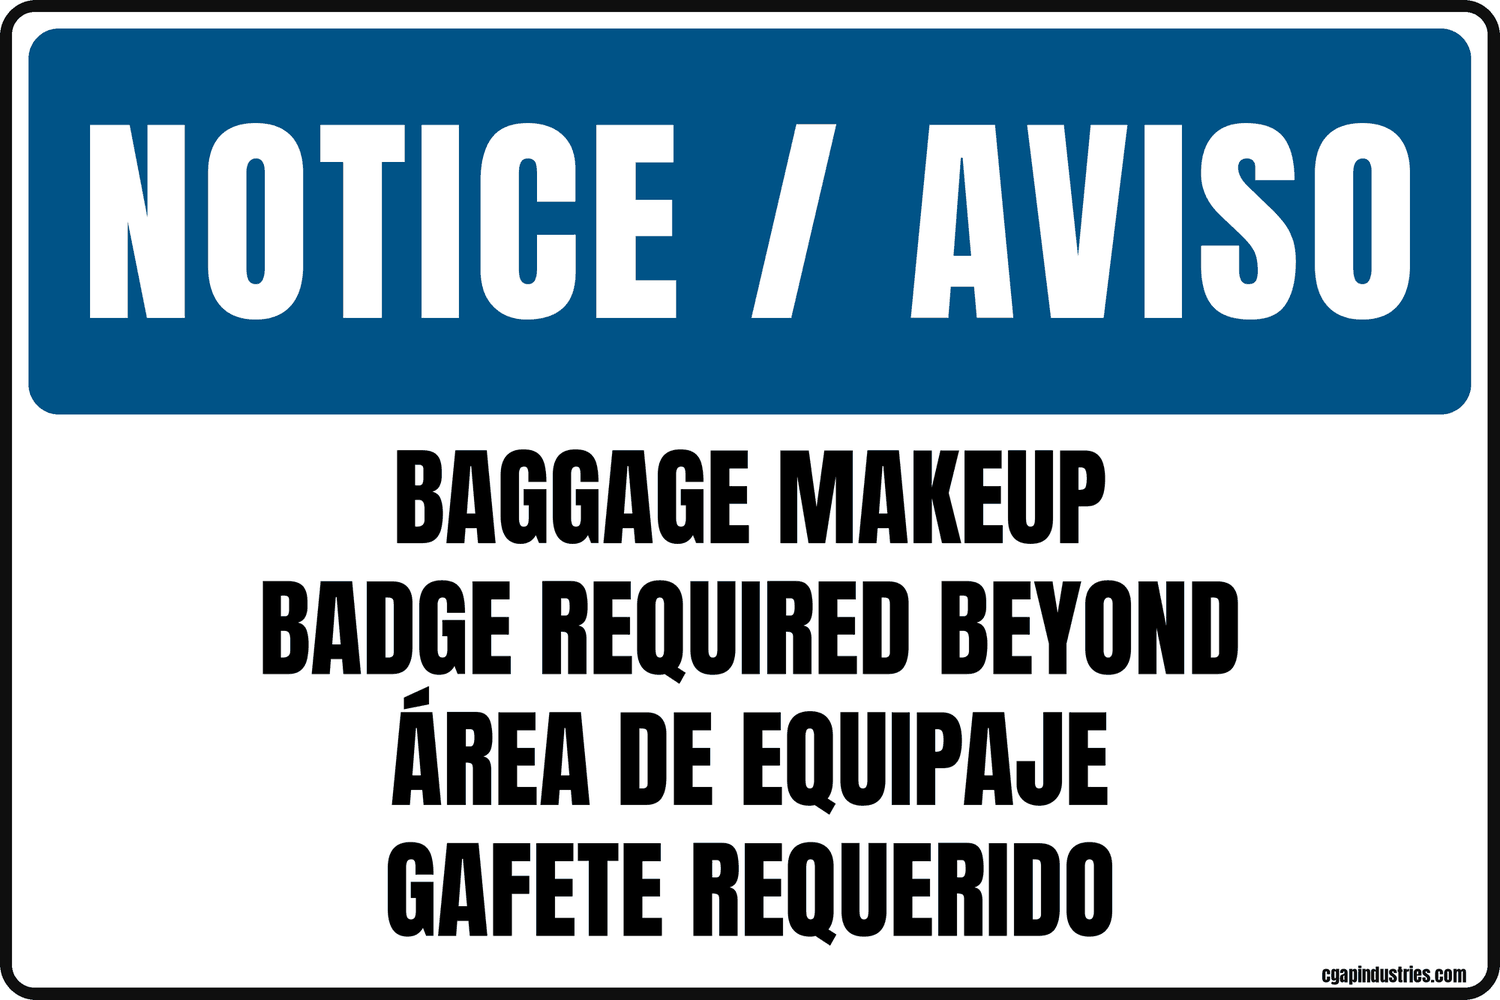 NOTICE / AVISO
BAGGAGE MAKEUP
BADGE REQUIRED BEYOND
ÁREA DE EQUIPAJE
GAFETE REQUERIDO
cgapindustries.com